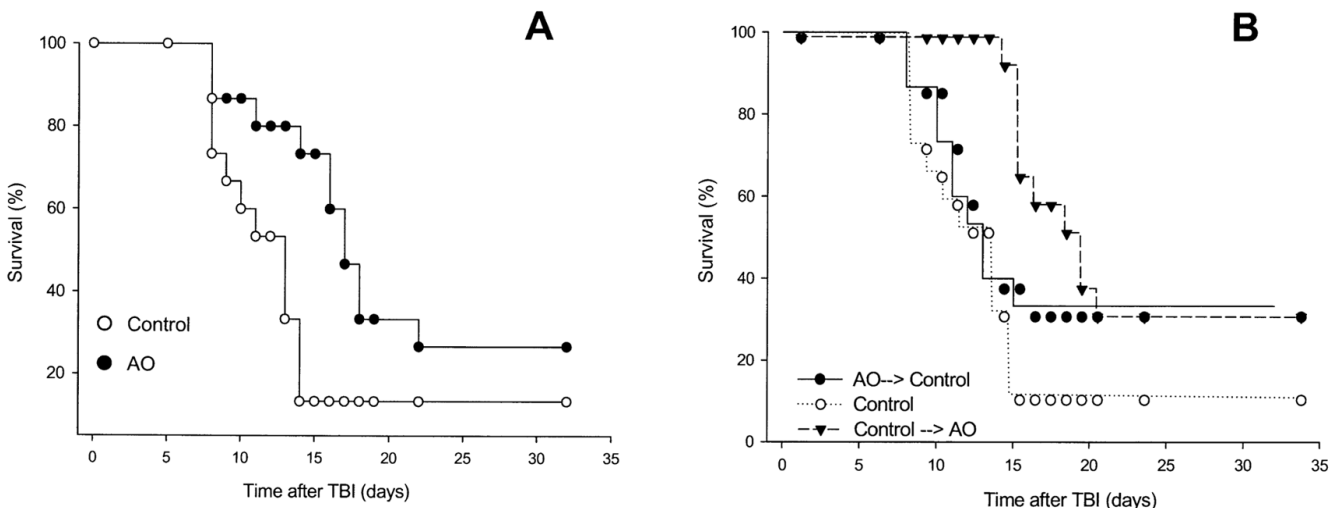 A
100
80
60
40
20
Survival (%)
Control
AO
0
5
10
15
20
25
30
35
Time after TBI (days)
B
100
80
60
40
20
0
Survival (%)
AO--> Control
Control
Control --> AO
0
5
10
15
20
25
30
35
Time after TBI (days)